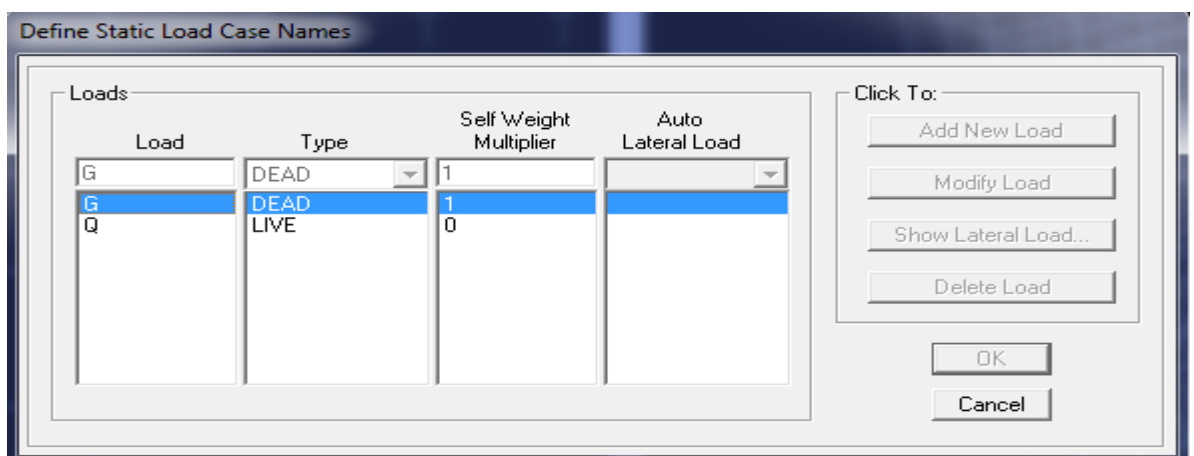 Define Static Load Case Names
Loads
Click To:
Load Type Self Weight Multiplier Auto Lateral Load
G DEAD 1
G DEAD 1
Q LIVE 0
Add New Load
Modify Load
Show Lateral Load...
Delete Load
OK
Cancel